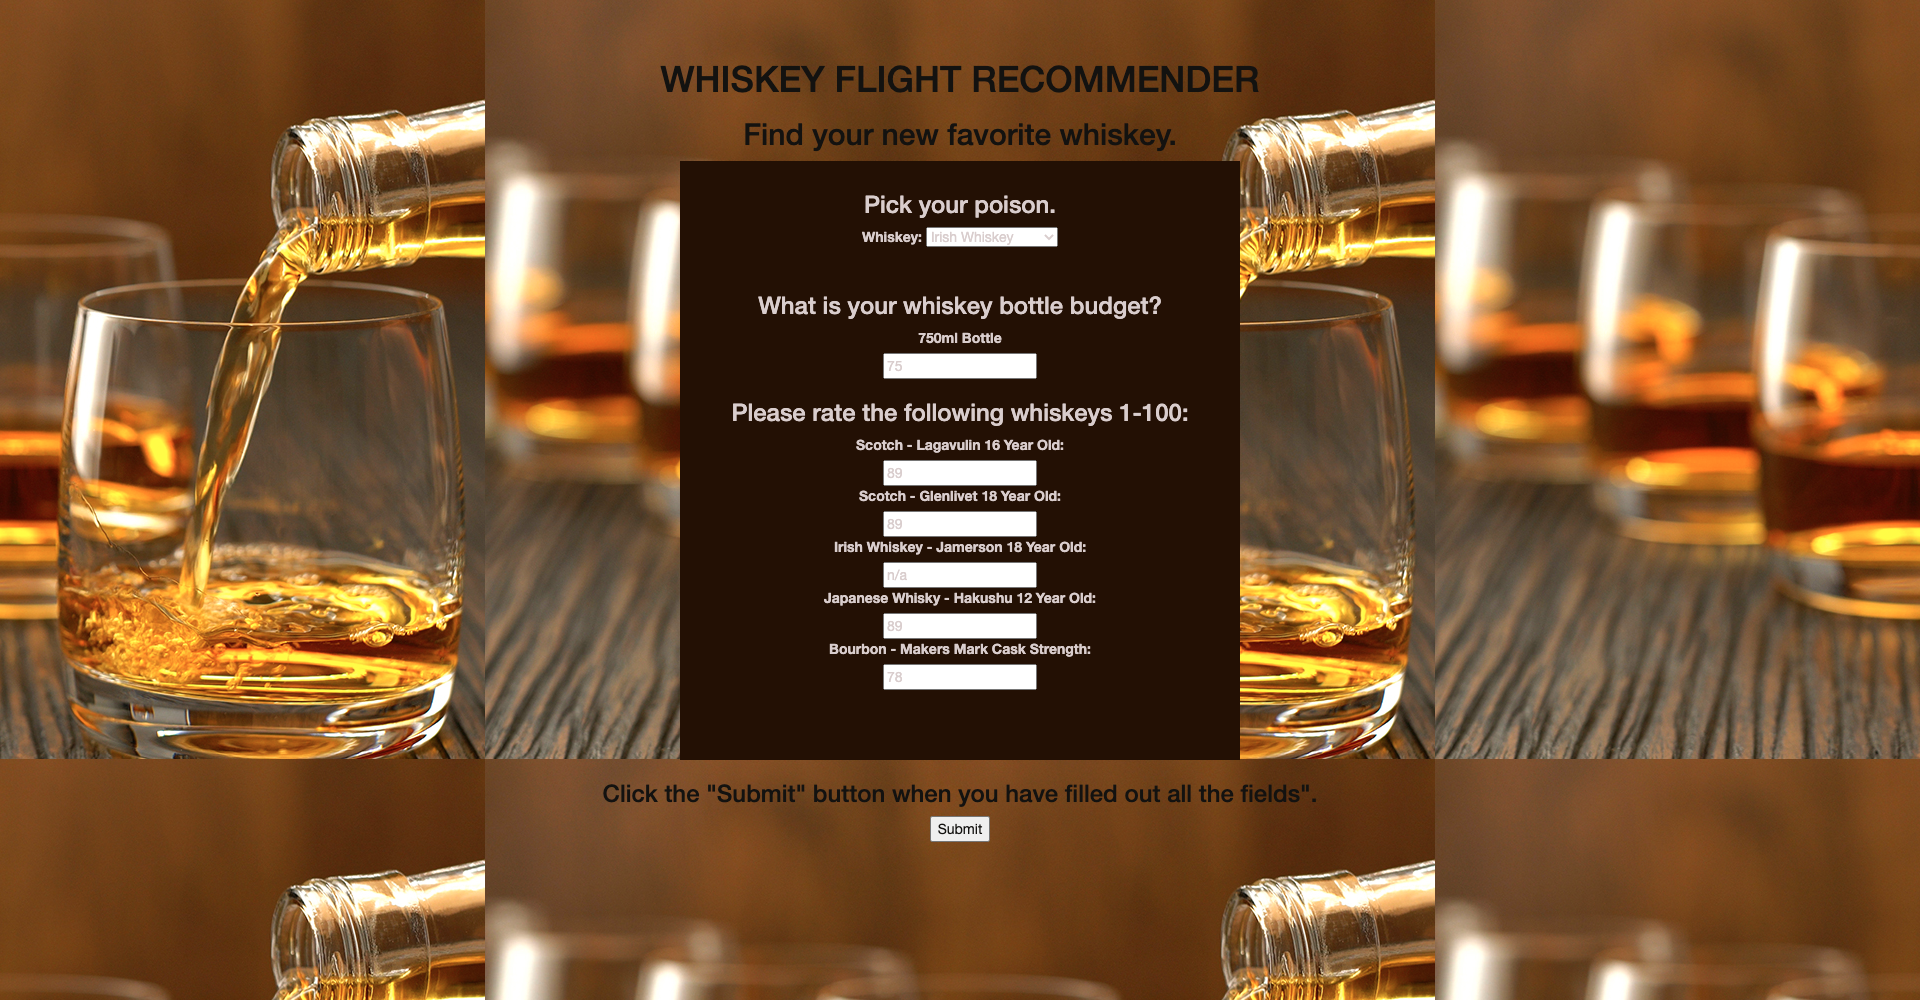 WHISKEY FLIGHT RECOMMENDER
Find your new favorite whiskey.
Pick your poison.
Whiskey: Irish Whiskey
What is your whiskey bottle budget?
750ml Bottle
75
Please rate the following whiskeys 1-100:
Scotch - Lagavulin 16 Year Old:
89
Scotch - Glenlivet 18 Year Old:
89
Irish Whiskey - Jamerson 18 Year Old:
n/a
Japanese Whisky - Hakushu 12 Year Old:
89
Bourbon - Makers Mark Cask Strength:
78
Click the "Submit" button when you have filled out all the fields".
Submit